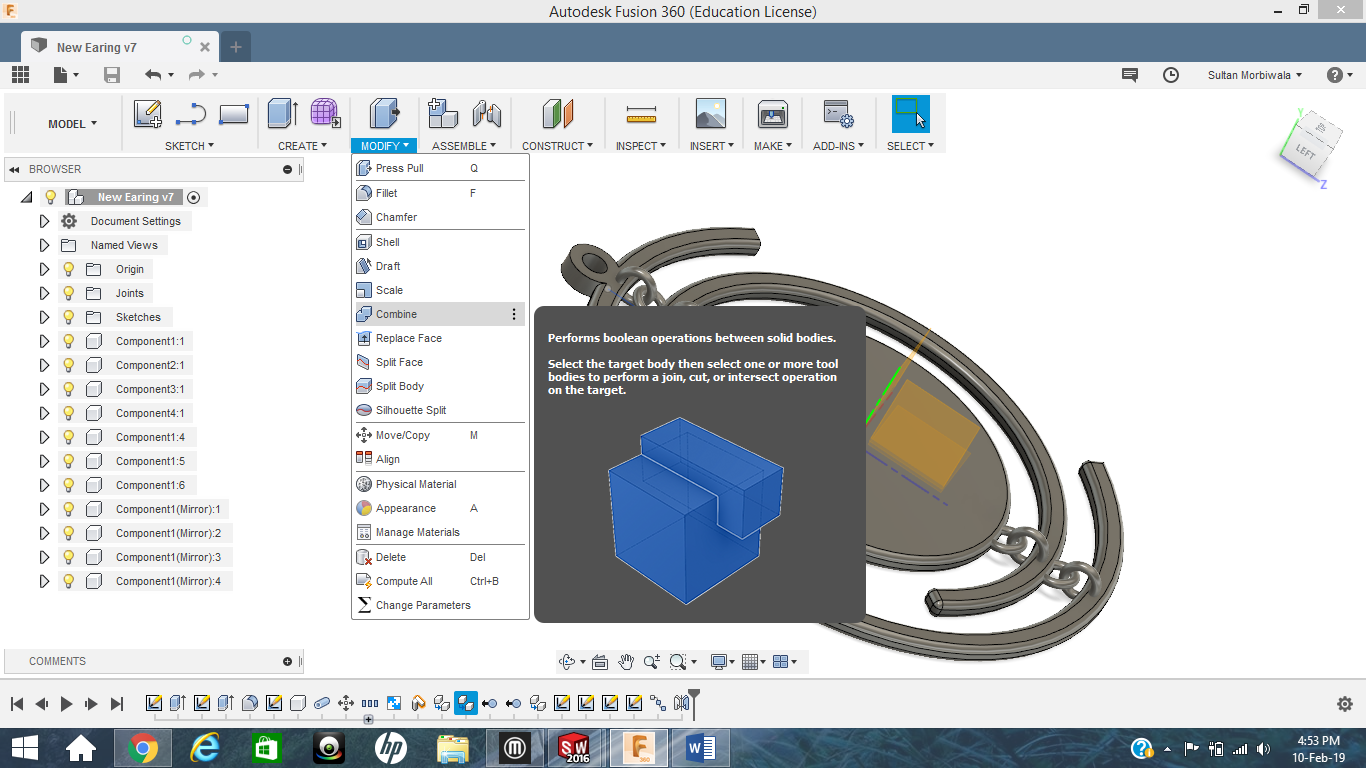 Autodesk Fusion 360 (Education License)
New Earing v7
Sultan Morbiwala
MODEL
SKETCH
CREATE
MODIFY
ASSEMBLE
CONSTRUCT
INSPECT
INSERT
MAKE
ADD-INS
SELECT
Y
LEFT
Z
BROWSER
New Earing v7
Document Settings
Named Views
Origin
Joints
Sketches
Component1:1
Component2:1
Component3:1
Component4:1
Component1:4
Component1:5
Component1:6
Component1(Mirror):1
Component1(Mirror):2
Component1(Mirror):3
Component1(Mirror):4
Press Pull Q
Fillet F
Chamfer
Shell
Draft
Scale
Combine
Replace Face
Split Face
Split Body
Silhouette Split
Move/Copy M
Align
Physical Material
Appearance A
Manage Materials
Delete Del
Compute All Ctrl+B
Change Parameters
Performs boolean operations between solid bodies.
Select the target body then select one or more tool
bodies to perform a join, cut, or intersect operation
on the target.
COMMENTS
hp
SW
2016
4:53 PM
10-Feb-19